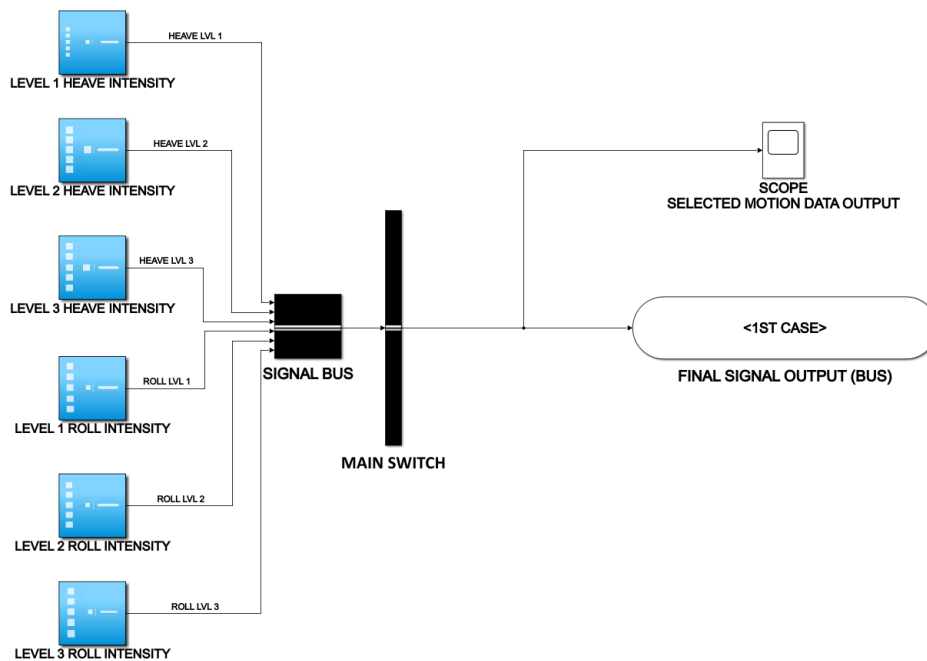 HEAVE LVL 1
LEVEL 1 HEAVE INTENSITY
HEAVE LVL 2
LEVEL 2 HEAVE INTENSITY
HEAVE LVL 3
LEVEL 3 HEAVE INTENSITY
ROLL LVL 1
LEVEL 1 ROLL INTENSITY
ROLL LVL 2
LEVEL 2 ROLL INTENSITY
ROLL LVL 3
LEVEL 3 ROLL INTENSITY
SIGNAL BUS
MAIN SWITCH
SCOPE
SELECTED MOTION DATA OUTPUT
<1ST CASE>
FINAL SIGNAL OUTPUT (BUS)